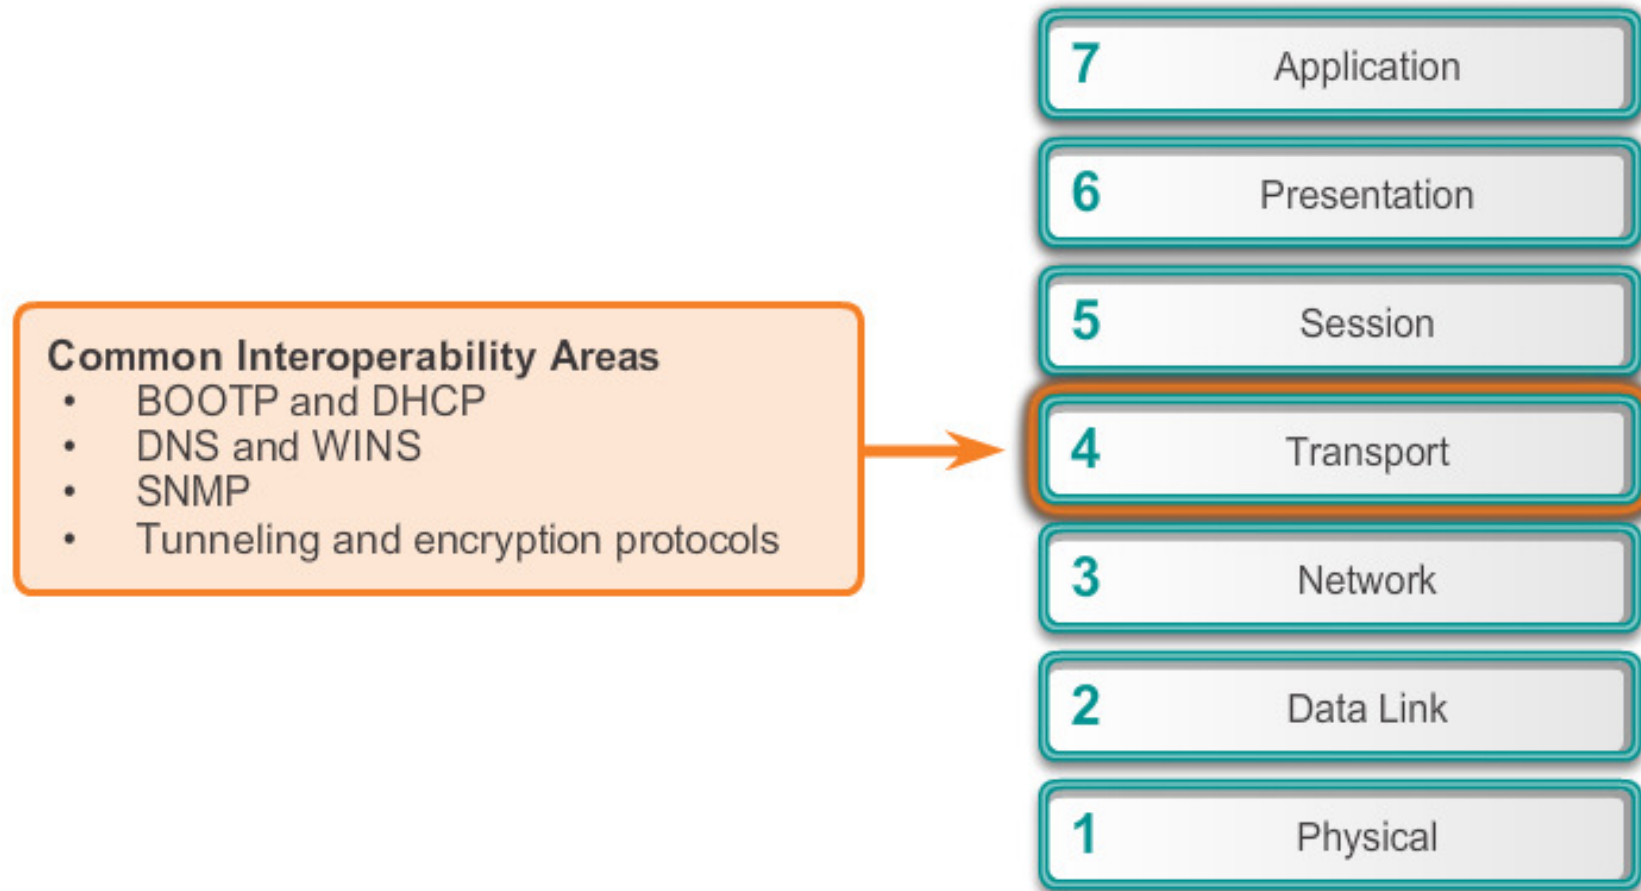 7 Application
6 Presentation
5 Session
4 Transport
3 Network
2 Data Link
1 Physical
Common Interoperability Areas
• BOOTP and DHCP
• DNS and WINS
• SNMP
• Tunneling and encryption protocols